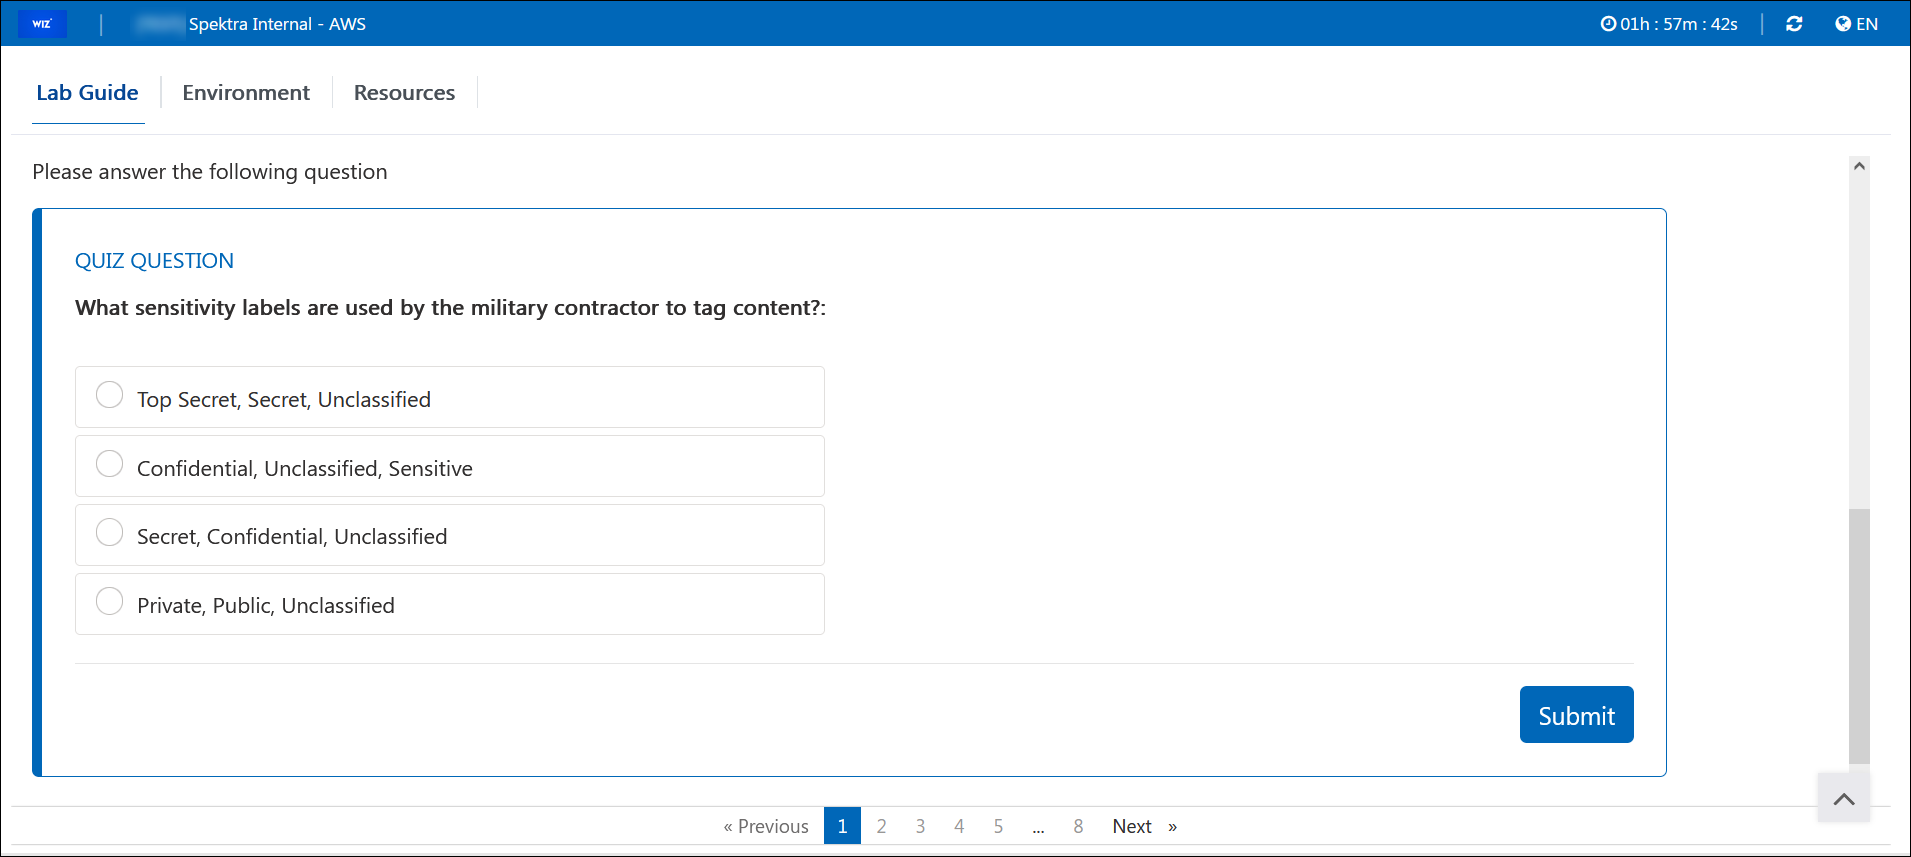 WIZ
Spektra Internal - AWS
01h : 57m : 42s
EN
Lab Guide
Environment
Resources
Please answer the following question
QUIZ QUESTION
What sensitivity labels are used by the military contractor to tag content?:
Top Secret, Secret, Unclassified
Confidential, Unclassified, Sensitive
Secret, Confidential, Unclassified
Private, Public, Unclassified
Submit
« Previous 1 2 3 4 5 ... 8 Next »